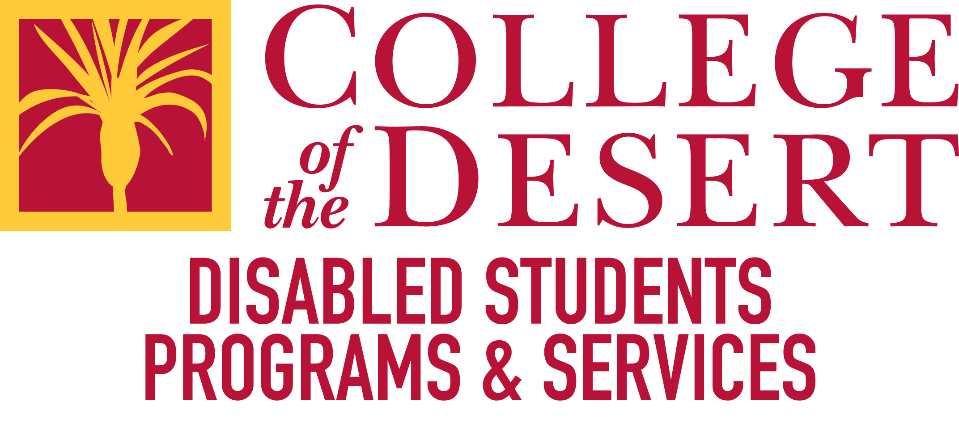 COLLEGE
of the DESERT
DISABLED STUDENTS
PROGRAMS & SERVICES